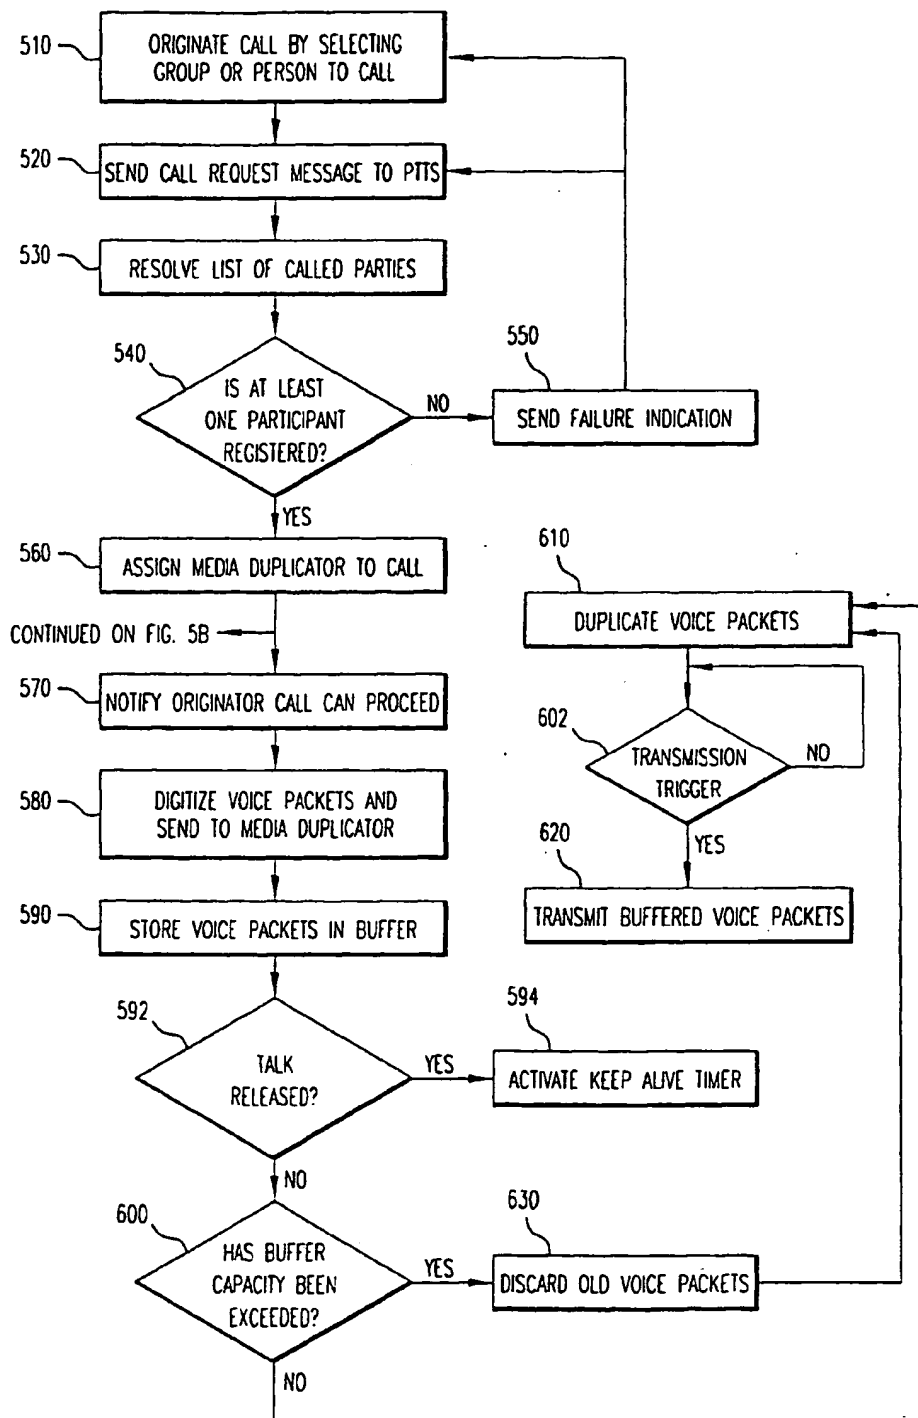 510
ORIGINATE CALL BY SELECTING
GROUP OR PERSON TO CALL
520
SEND CALL REQUEST MESSAGE TO PTTS
530
RESOLVE LIST OF CALLED PARTIES
540
IS AT LEAST
ONE PARTICIPANT
REGISTERED?
NO
550
SEND FAILURE INDICATION
YES
560
ASSIGN MEDIA DUPLICATOR TO CALL
CONTINUED ON FIG. 5B
570
NOTIFY ORIGINATOR CALL CAN PROCEED
580
DIGITIZE VOICE PACKETS AND
SEND TO MEDIA DUPLICATOR
590
STORE VOICE PACKETS IN BUFFER
592
TALK
RELEASED?
YES
594
ACTIVATE KEEP ALIVE TIMER
NO
600
HAS BUFFER
CAPACITY BEEN
EXCEEDED?
YES
630
DISCARD OLD VOICE PACKETS
NO
610
DUPLICATE VOICE PACKETS
602
TRANSMISSION
TRIGGER
NO
YES
620
TRANSMIT BUFFERED VOICE PACKETS